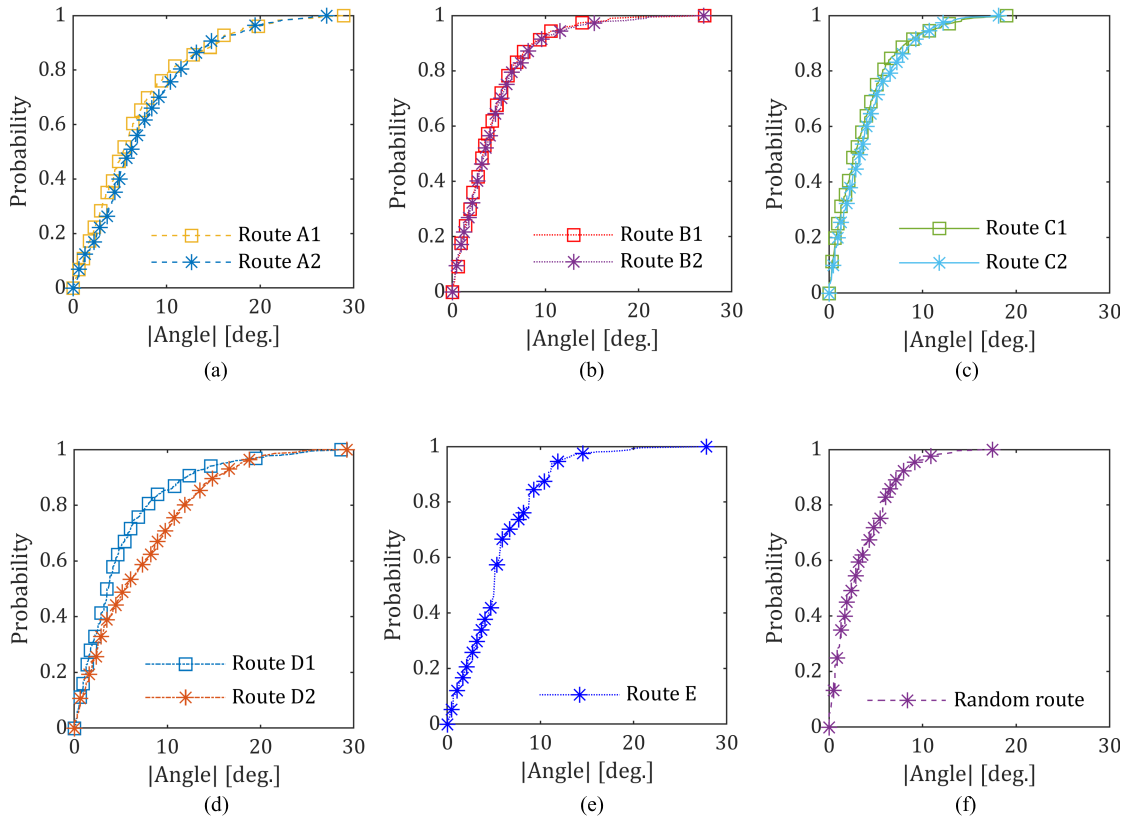 1
0.8
0.6
0.4
0.2
0
Probability
Route A1
Route A2
0 10 20 30
|Angle| [deg.]
(a)
1
0.8
0.6
0.4
0.2
0
Probability
Route B1
Route B2
0 10 20 30
|Angle| [deg.]
(b)
1
0.8
0.6
0.4
0.2
0
Probability
Route C1
Route C2
0 10 20 30
|Angle| [deg.]
(c)
1
0.8
0.6
0.4
0.2
0
Probability
Route D1
Route D2
0 10 20 30
|Angle| [deg.]
(d)
1
0.8
0.6
0.4
0.2
0
Probability
Route E
0 10 20 30
|Angle| [deg.]
(e)
1
0.8
0.6
0.4
0.2
0
Probability
Random route
0 10 20 30
|Angle| [deg.]
(f)